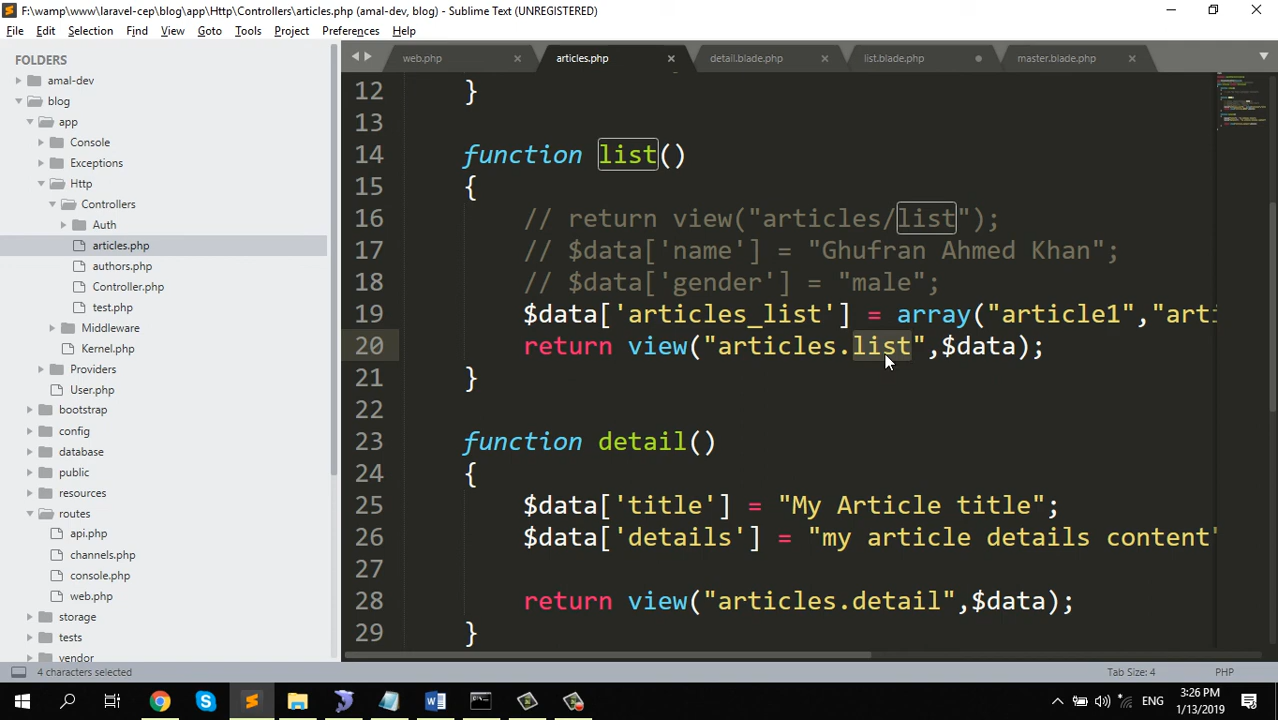 F:\wamp\www\laravel-cep\blog\app\Http\Controllers\articles.php (amal-dev, blog) - Sublime Text (UNREGISTERED)
File Edit Selection Find View Goto Tools Project Preferences Help
FOLDERS
amal-dev
blog
app
Console
Exceptions
Http
Controllers
Auth
articles.php
authors.php
Controller.php
test.php
Middleware
Kernel.php
Providers
User.php
bootstrap
config
database
public
resources
routes
api.php
channels.php
console.php
web.php
storage
tests
vendor
web.php articles.php detail.blade.php list.blade.php master.blade.php
12 }
13
14 function list()
15 {
16 // return view("articles/list");
17 // $data['name'] = "Ghufran Ahmed Khan";
18 // $data['gender'] = "male";
19 $data['articles_list'] = array("article1","arti
20 return view("articles.list",$data);
21 }
22
23 function detail()
24 {
25 $data['title'] = "My Article title";
26 $data['details'] = "my article details content"
27
28 return view("articles.detail",$data);
29 }
4 characters selected Tab Size: 4 PHP
ENG 3:26 PM
1/13/2019